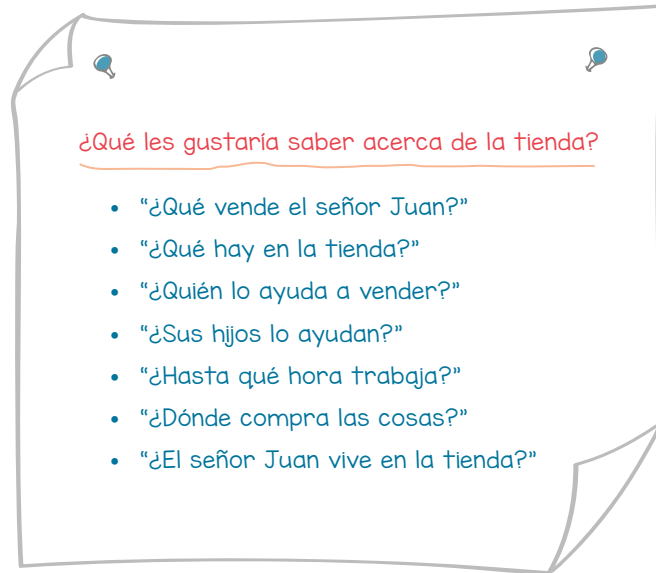 ¿Qué les gustaría saber acerca de la tienda?
• "¿Qué vende el señor Juan?"
• "¿Qué hay en la tienda?"
• "¿Quién lo ayuda a vender?"
• "¿Sus hijos lo ayudan?"
• "¿Hasta qué hora trabaja?"
• "¿Dónde compra las cosas?"
• "¿El señor Juan vive en la tienda?"